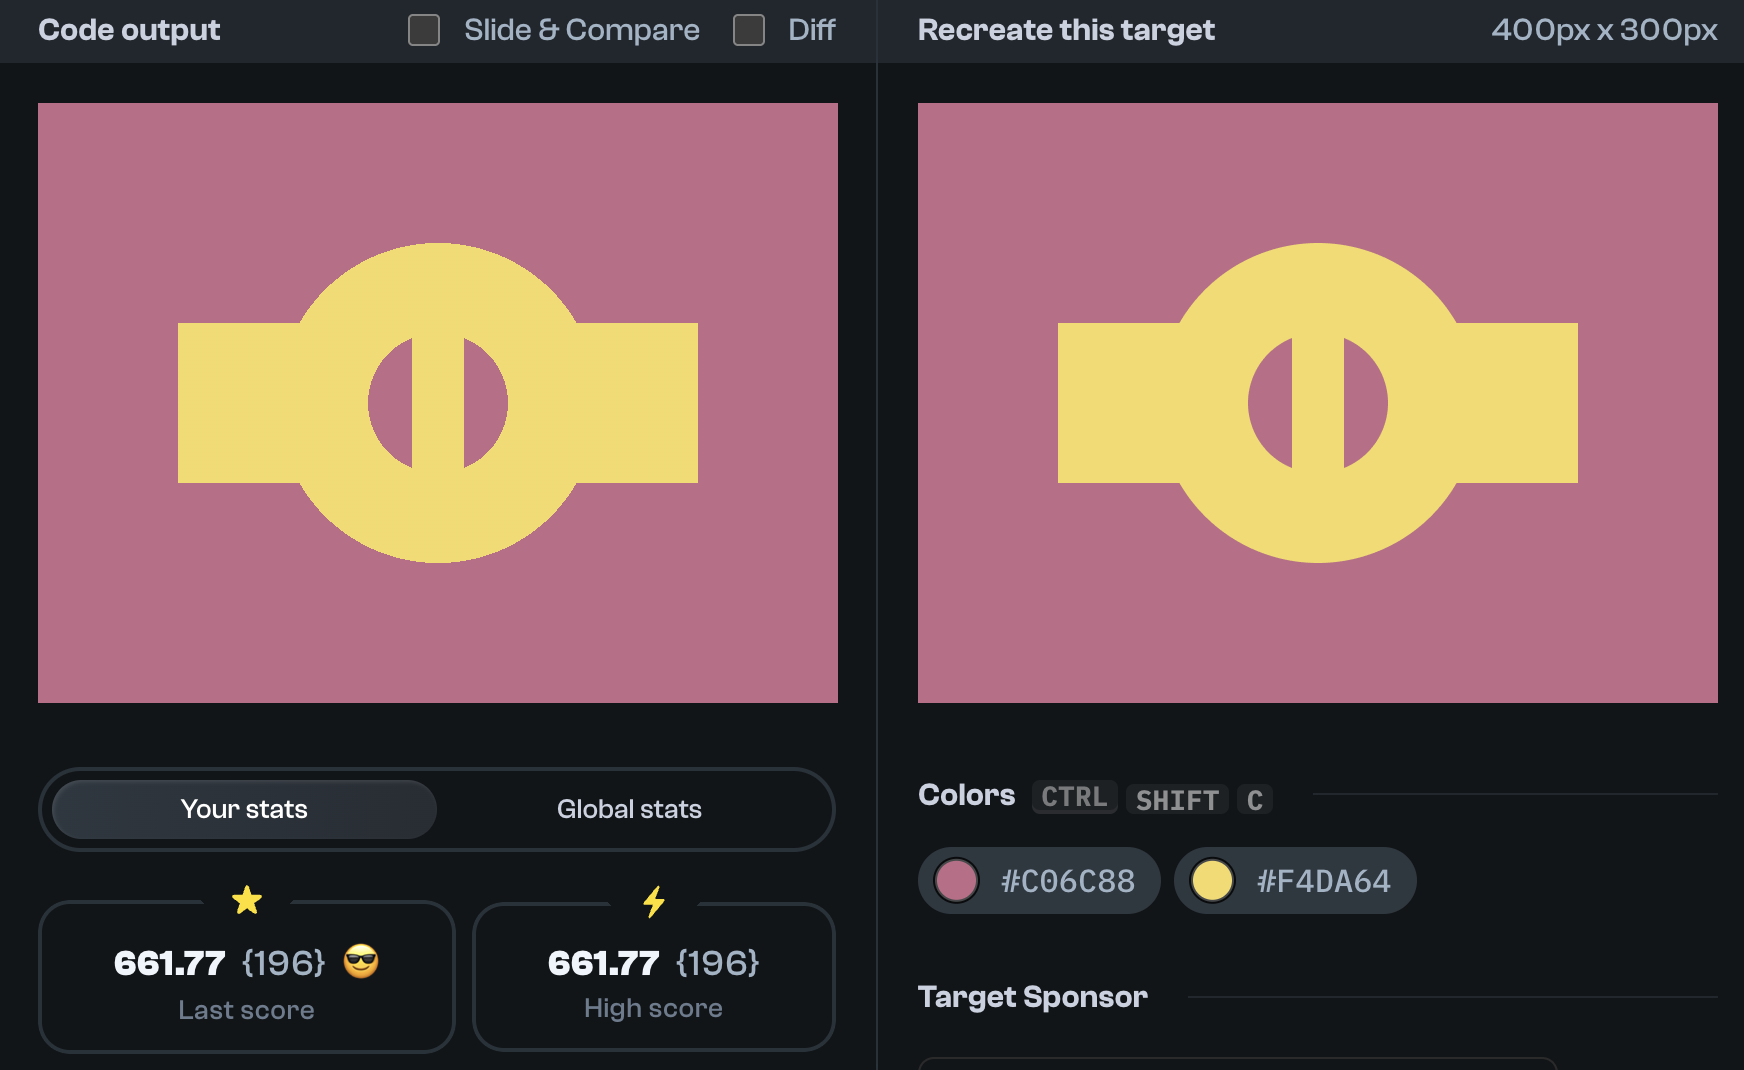 Code output
Slide & Compare
Diff
Recreate this target
400px x 300px
Your stats
Global stats
661.77 {196}
Last score
661.77 {196}
High score
Colors CTRL SHIFT C
#C06C88
#F4DA64
Target Sponsor